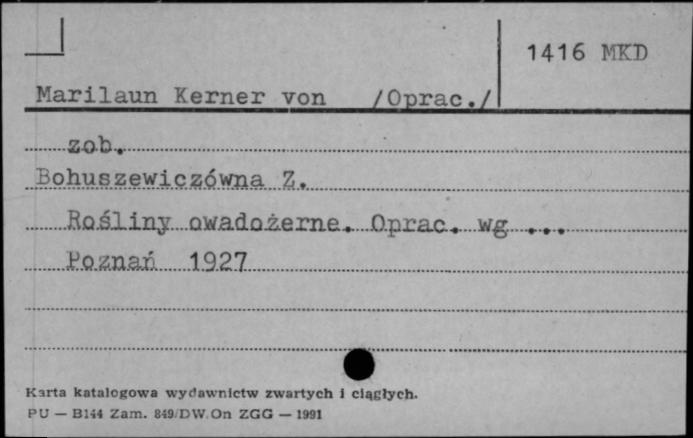 1416 MKD
Marilaun Kerner von /Oprac./
zob.
Bohuszewiczówna Z.
Rośliny owadożerne. Oprac. wg ...
Poznań 1927
Karta katalogowa wydawnictw zwartych i ciągłych.
PU — B144 Zam. 849/DW.On ZGG — 1991